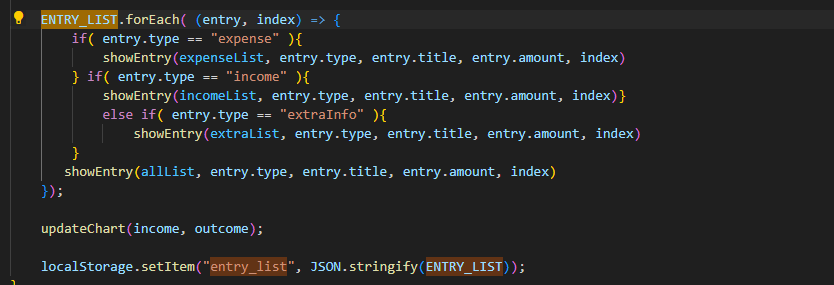 ENTRY_LIST.forEach( (entry, index) => {
if( entry.type == "expense" ){
showEntry(expenseList, entry.type, entry.title, entry.amount, index)
} if( entry.type == "income" ){
showEntry(incomeList, entry.type, entry.title, entry.amount, index)}
else if( entry.type == "extraInfo" ){
showEntry(extraList, entry.type, entry.title, entry.amount, index)
}
showEntry(allList, entry.type, entry.title, entry.amount, index)
});
updateChart(income, outcome);
localStorage.setItem("entry_list", JSON.stringify(ENTRY_LIST));
}